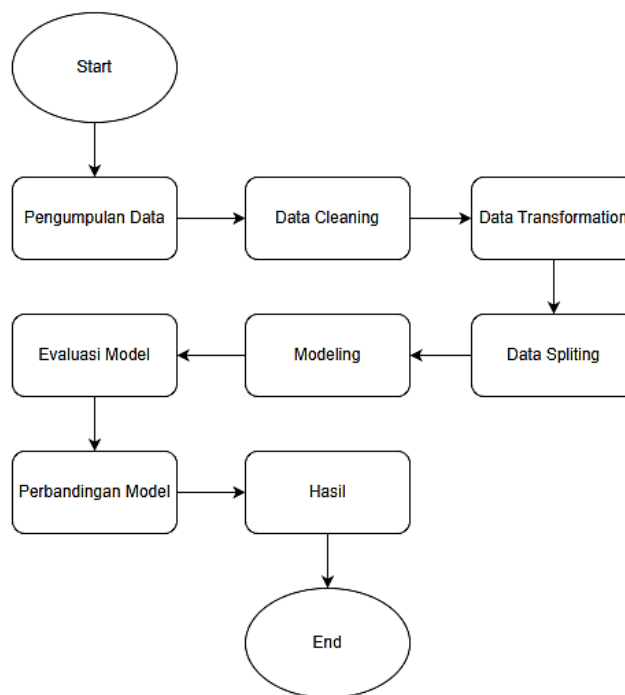 Start
Pengumpulan Data
Data Cleaning
Data Transformation
Data Spliting
Modeling
Evaluasi Model
Perbandingan Model
Hasil
End